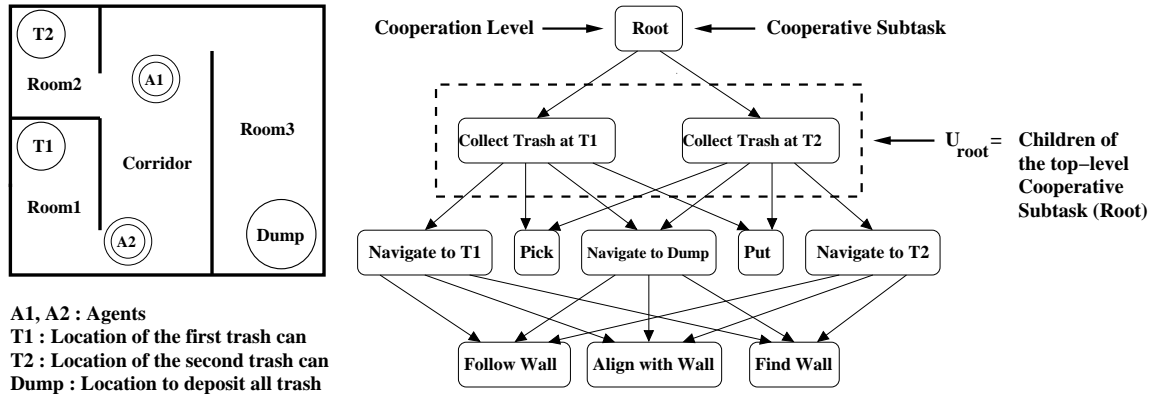 T2
Room2
A1
Room3
T1
Corridor
Room1
A2
Dump
A1, A2 : Agents
T1 : Location of the first trash can
T2 : Location of the second trash can
Dump : Location to deposit all trash
Cooperation Level
Root
Cooperative Subtask
Collect Trash at T1
Collect Trash at T2
U root =
Children of
the top−level
Cooperative
Subtask (Root)
Navigate to T1
Pick
Navigate to Dump
Put
Navigate to T2
Follow Wall
Align with Wall
Find Wall